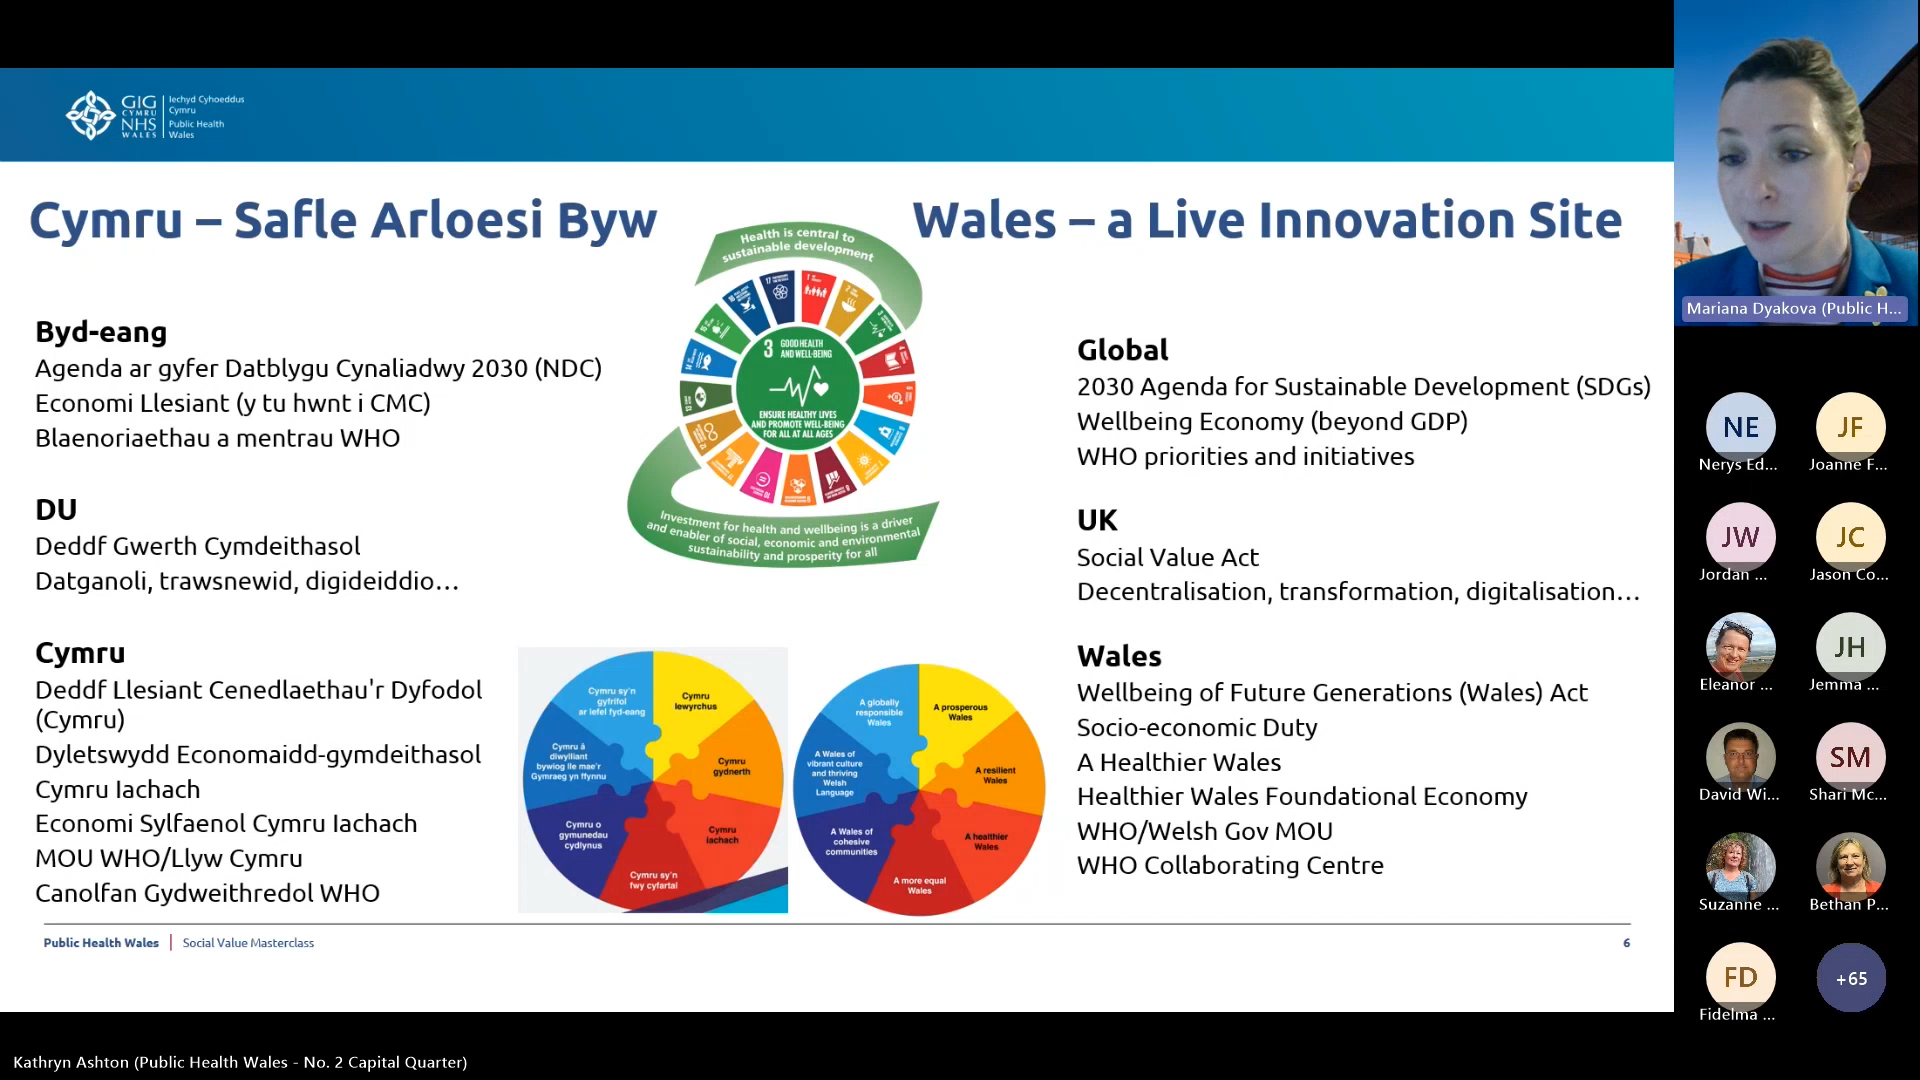 GIG
CYMRU
NHS
WALES
Iechyd Cyhoeddus
Cymru
Public Health
Wales
Cymru – Safle Arloesi Byw
Wales – a Live Innovation Site
Byd-eang
Agenda ar gyfer Datblygu Cynaliadwy 2030 (NDC)
Economi Llesiant (y tu hwnt i CMC)
Blaenoriaethau a mentrau WHO
DU
Deddf Gwerth Cymdeithasol
Datganoli, trawsnewid, digideiddio…
Cymru
Deddf Llesiant Cenedlaethau'r Dyfodol
(Cymru)
Dyletswydd Economaidd-gymdeithasol
Cymru Iachach
Economi Sylfaenol Cymru Iachach
MOU WHO/Llyw Cymru
Canolfan Gydweithredol WHO
Health is central to
sustainable development
3 GOOD HEALTH
AND WELL-BEING
ENSURE HEALTHY LIVES
AND PROMOTE WELL-BEING
FOR ALL AT ALL AGES
Investment for health and wellbeing is a driver
and enabler of social, economic and environmental
sustainability and prosperity for all
Cymru sy'n
gyfrifol
ar lefel fyd-eang
Cymru
lewyrchus
Cymru
gydnerth
Cymru
iachach
Cymru sy'n
fwy cyfartal
Cymru o
gymunedau
cydlynus
Cymru â
diwylliant
bywiog lle mae'r
Gymraeg yn ffynnu
A globally
responsible
Wales
A prosperous
Wales
A resilient
Wales
A healthier
Wales
A more equal
Wales
A Wales of
cohesive
communities
A Wales of
vibrant culture
and thriving
Welsh
Language
Global
2030 Agenda for Sustainable Development (SDGs)
Wellbeing Economy (beyond GDP)
WHO priorities and initiatives
UK
Social Value Act
Decentralisation, transformation, digitalisation…
Wales
Wellbeing of Future Generations (Wales) Act
Socio-economic Duty
A Healthier Wales
Healthier Wales Foundational Economy
WHO/Welsh Gov MOU
WHO Collaborating Centre
Public Health Wales | Social Value Masterclass
6
Mariana Dyakova (Public H...
NE
Nerys Ed...
JF
Joanne F...
JW
Jordan ...
JC
Jason Co...
Eleanor ...
JH
Jemma ...
David Wi...
SM
Shari Mc...
Suzanne ...
Bethan P...
FD
Fidelma ...
+65
Kathryn Ashton (Public Health Wales - No. 2 Capital Quarter)